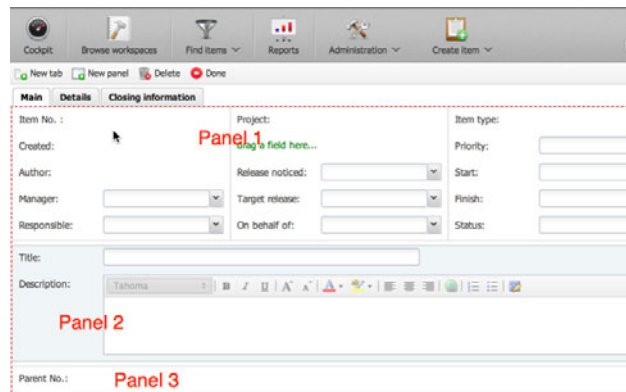 Cockpit Browse workspaces Find items Reports Administration Create item
New tab New panel Delete Done
Main Details Closing information
Item No. : Project: Item type:
Panel 1
Created: drag a field here... Priority:
Author: Release noticed: Start:
Manager: Target release: Finish:
Responsible: On behalf of: Status:
Title:
Description: Tahoma B I U A A A
Panel 2
Parent No.: Panel 3